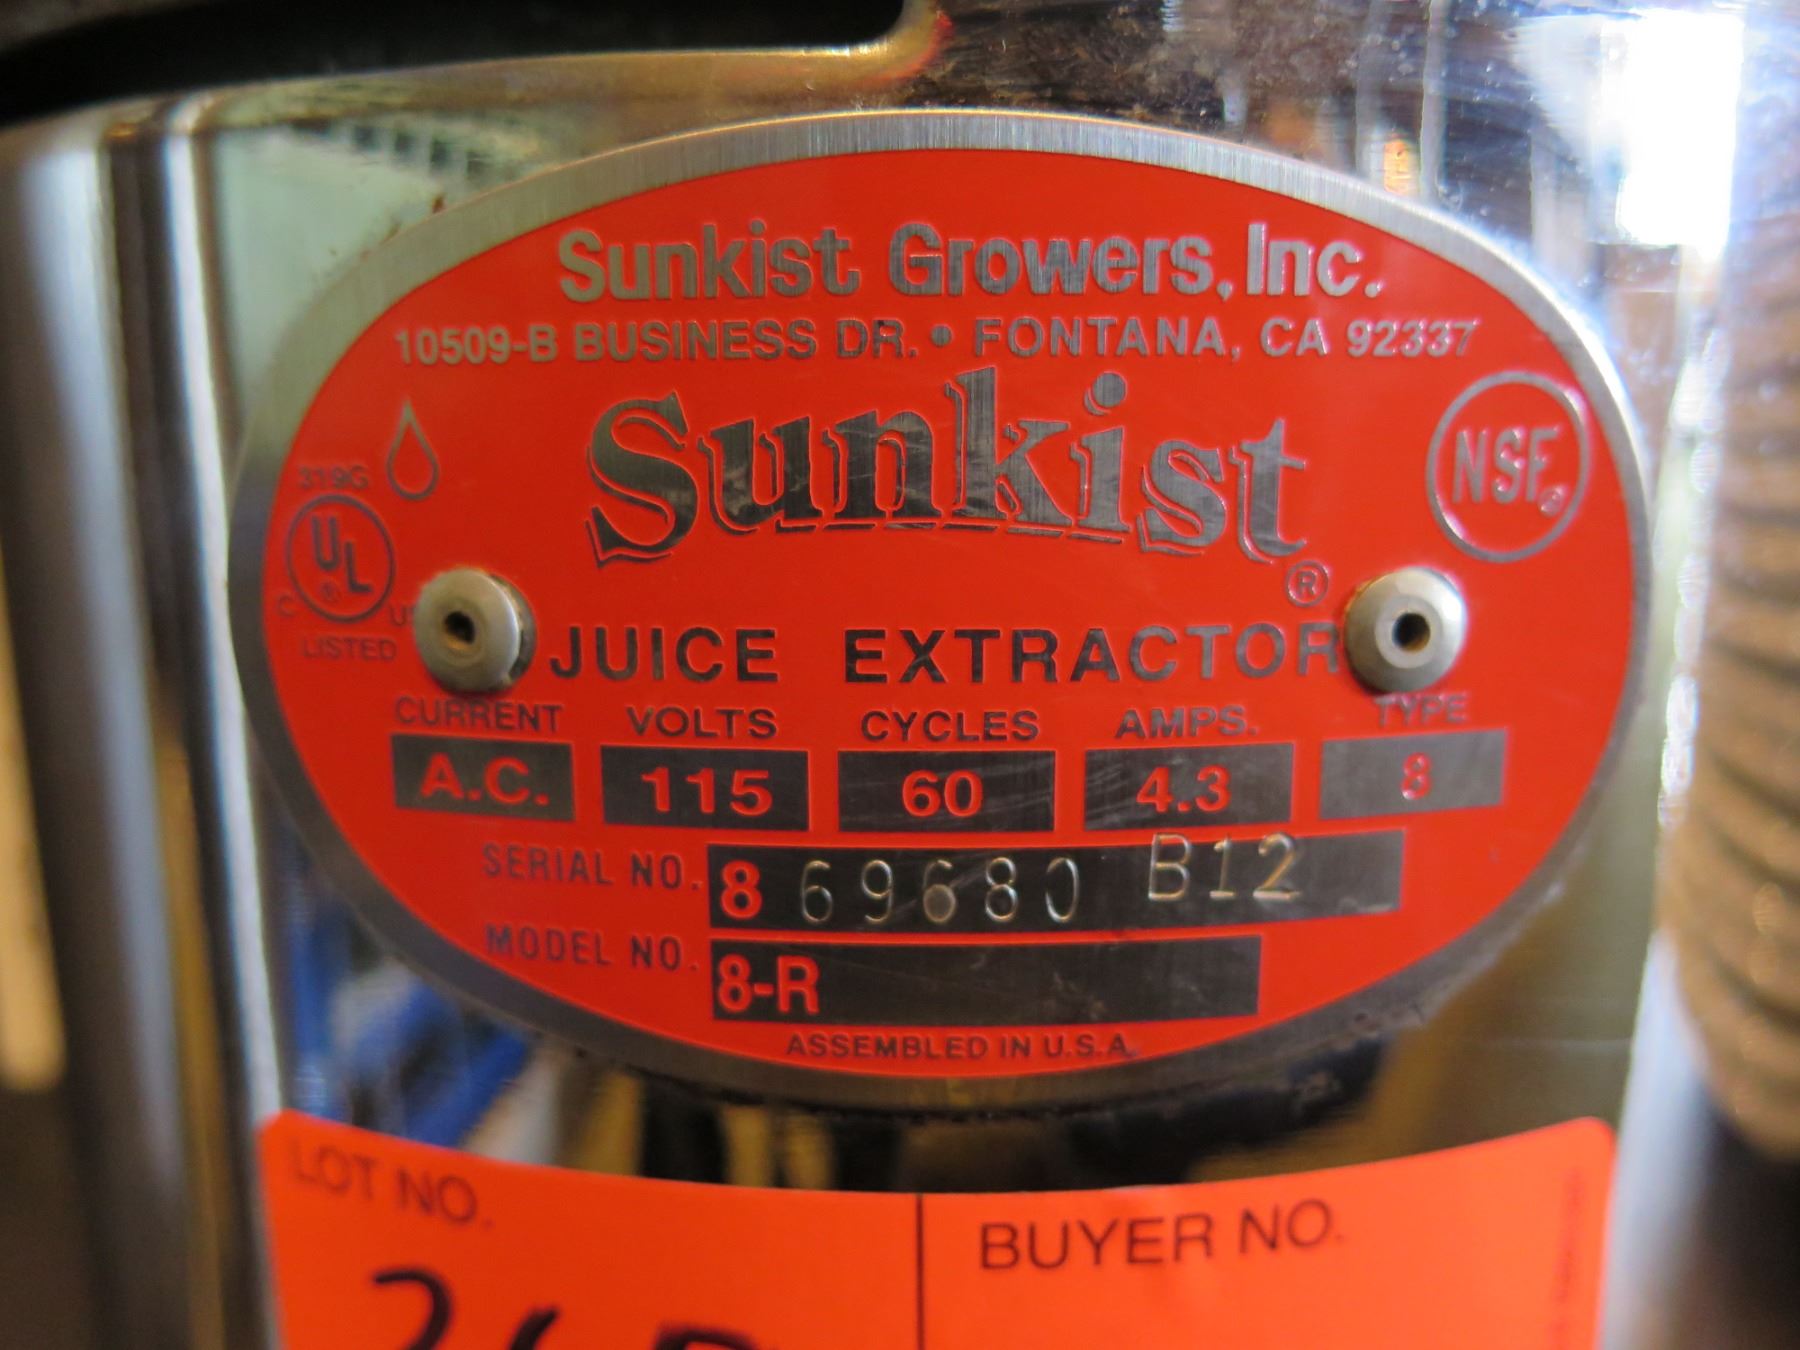 Sunkist Growers, Inc.
10509-B BUSINESS DR. • FONTANA, CA 92337
Sunkist®
319G
UL®
C
LISTED
NSF®
JUICE EXTRACTOR
CURRENT VOLTS CYCLES AMPS. TYPE
A.C. 115 60 4.3 8
SERIAL NO. 8 69680 B12
MODEL NO. 8-R
ASSEMBLED IN U.S.A.
LOT NO. BUYER NO.